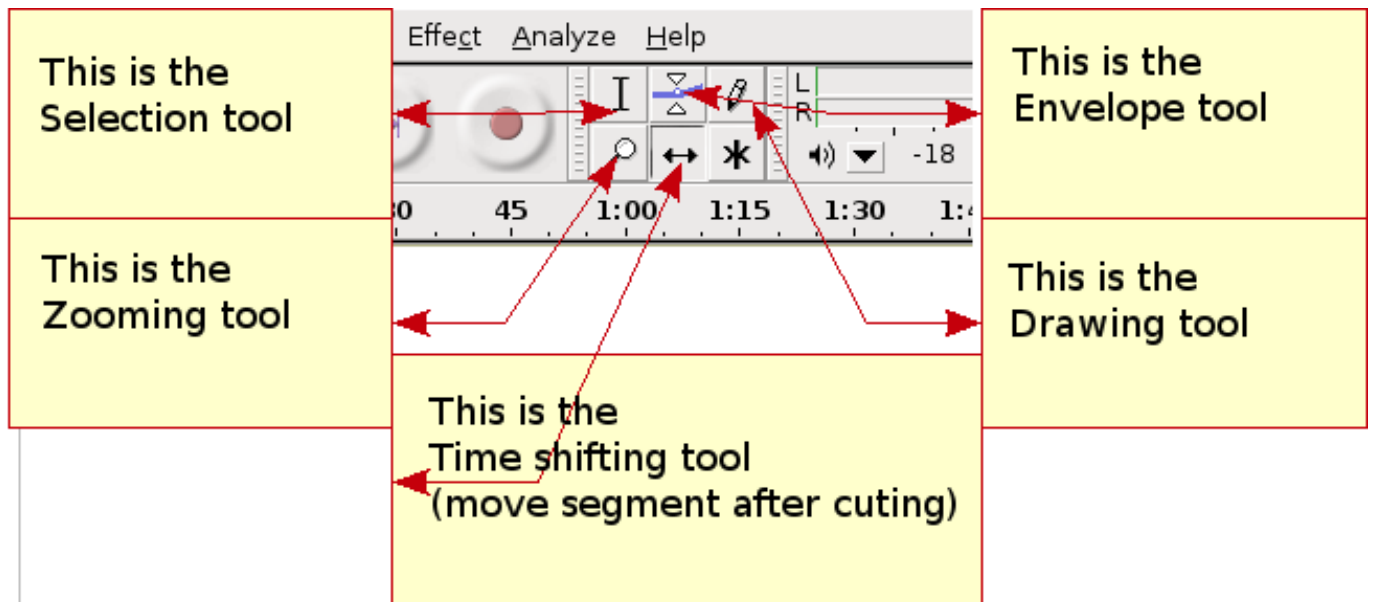 This is the
Selection tool
Effect Analyze Help
This is the
Envelope tool
L
R
-18
45 1:00 1:15 1:30
This is the
Zooming tool
This is the
Drawing tool
This is the
Time shifting tool
(move segment after cuting)